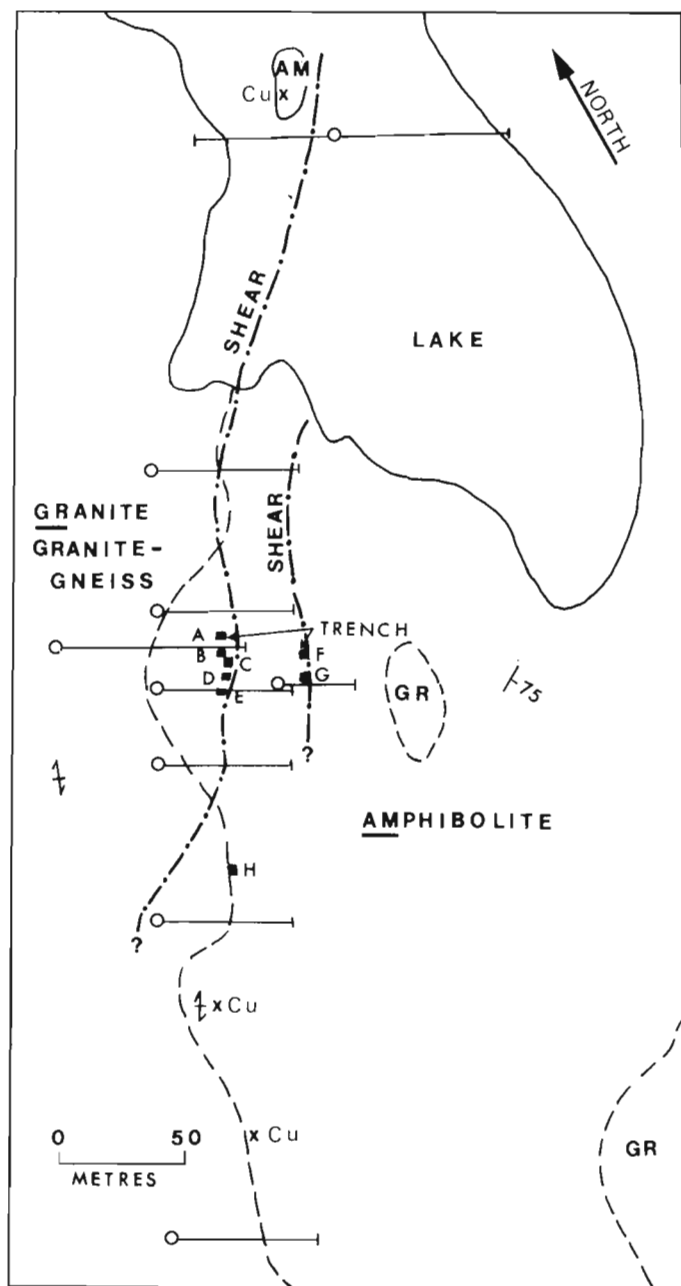 AM
Cu x
NORTH
SHEAR
LAKE
SHEAR
GRANITE
GRANITE-
GNEISS
A
TRENCH
B
C
F
D
G
E
GR
75
?
AMPHIBOLITE
H
?
x Cu
0 50
x Cu
METRES
GR